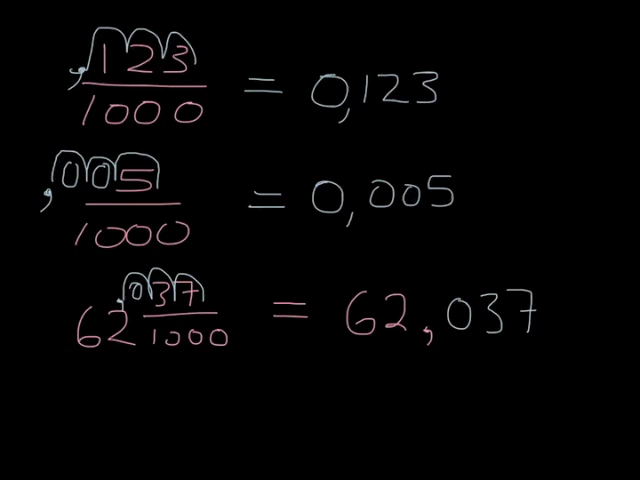 ,123/1000 = 0,123
,005/1000 = 0,005
62,037/1000 = 62,037